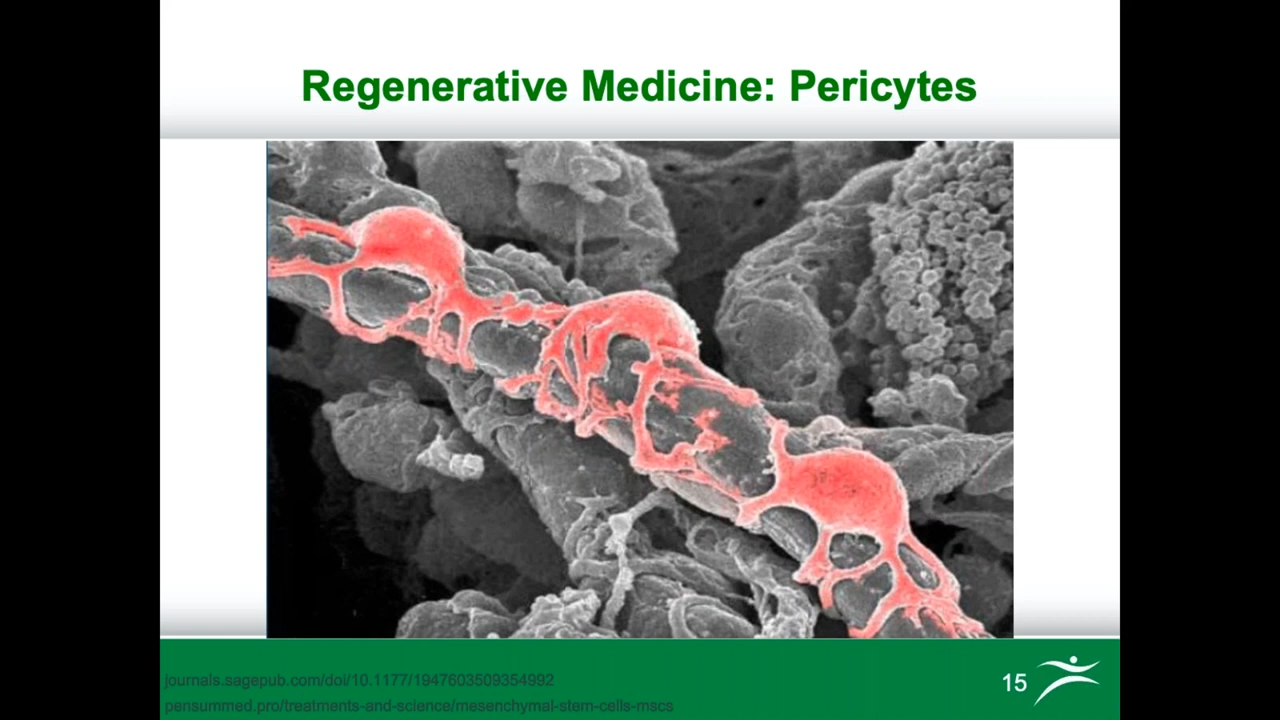 Regenerative Medicine: Pericytes
journals.sagepub.com/doi/10.1177/1947603509354992
pensummed.pro/treatments-and-science/mesenchymal-stem-cells-mscs
15